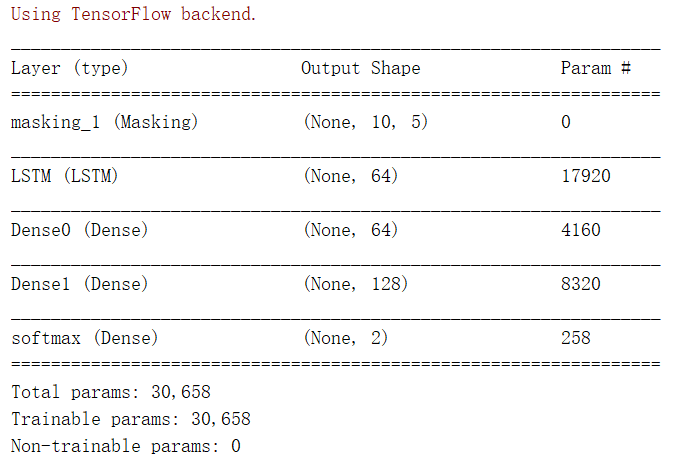 Using TensorFlow backend.
_________________________________________________________________
Layer (type)                 Output Shape              Param #
=================================================================
masking_1 (Masking)          (None, 10, 5)             0
_________________________________________________________________
LSTM (LSTM)                  (None, 64)                17920
_________________________________________________________________
Dense0 (Dense)               (None, 64)                4160
_________________________________________________________________
Dense1 (Dense)               (None, 128)               8320
_________________________________________________________________
softmax (Dense)              (None, 2)                 258
=================================================================
Total params: 30,658
Trainable params: 30,658
Non-trainable params: 0